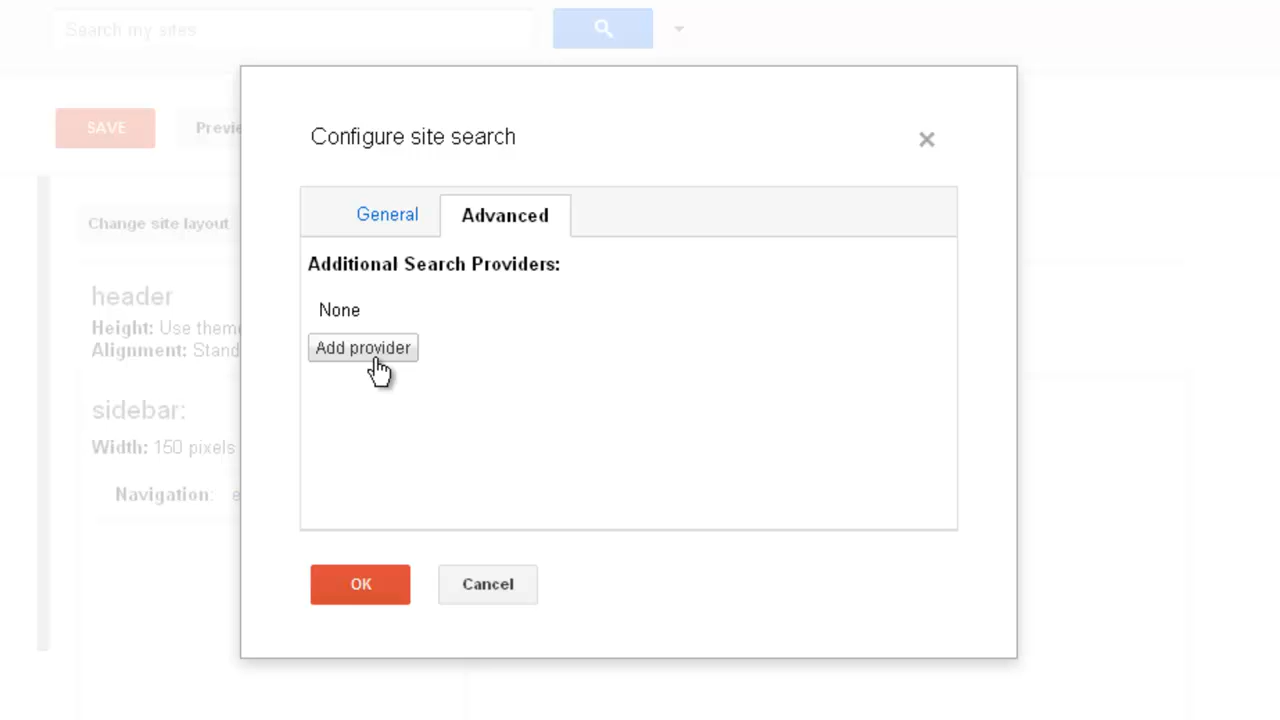 Search my sites
SAVE
Previe
Configure site search
Change site layout
General
Advanced
header
Height: Use theme
Alignment: Stand
Additional Search Providers:
None
Add provider
sidebar:
Width: 150 pixels
Navigation: e
OK
Cancel